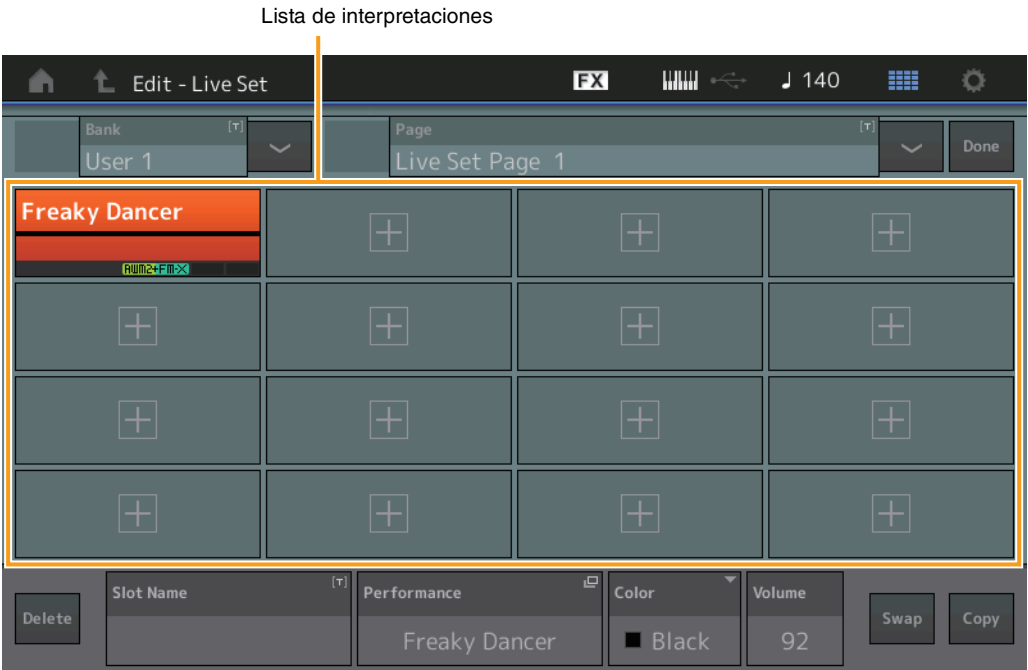 Lista de interpretaciones
Edit - Live Set
FX
140
Bank
[T]
User 1
Page
[T]
Live Set Page 1
Done
Freaky Dancer
AWM2+FM-X
Delete
Slot Name
[T]
Performance
Freaky Dancer
Color
Black
Volume
92
Swap
Copy